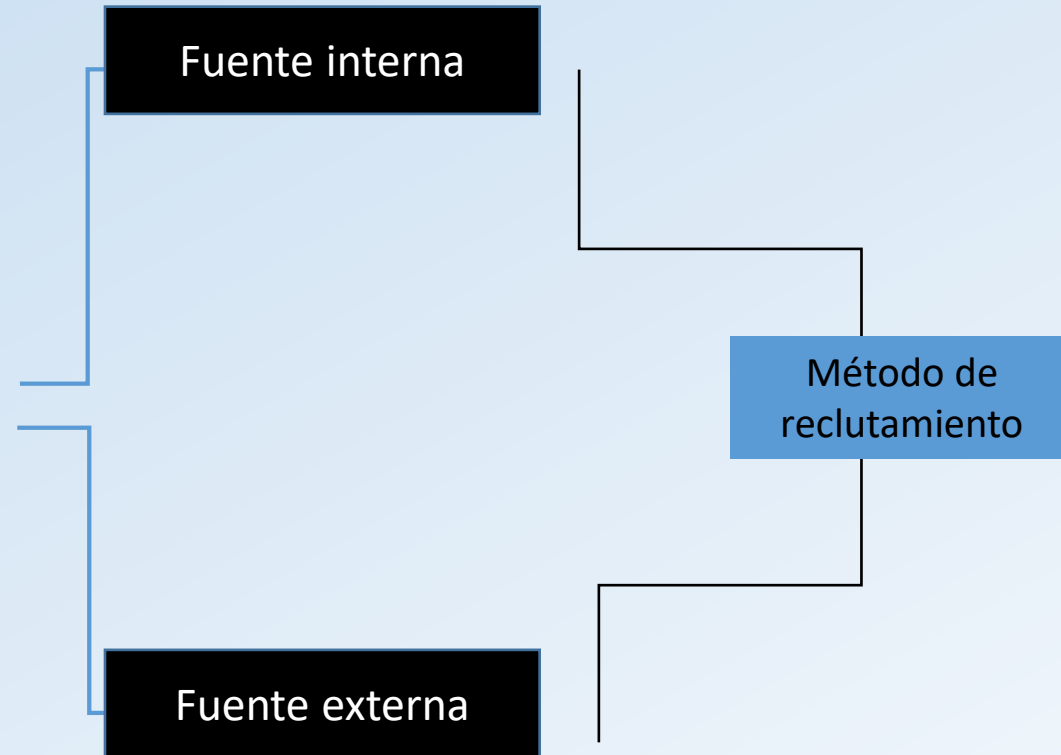 Fuente interna
Método de
reclutamiento
Fuente externa